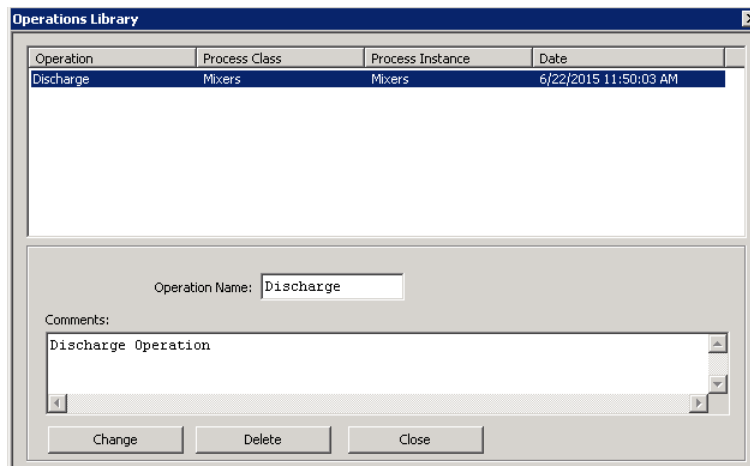 Operations Library
Operation Process Class Process Instance Date
Discharge Mixers Mixers 6/22/2015 11:50:03 AM
Operation Name: Discharge
Comments:
Discharge Operation
Change Delete Close